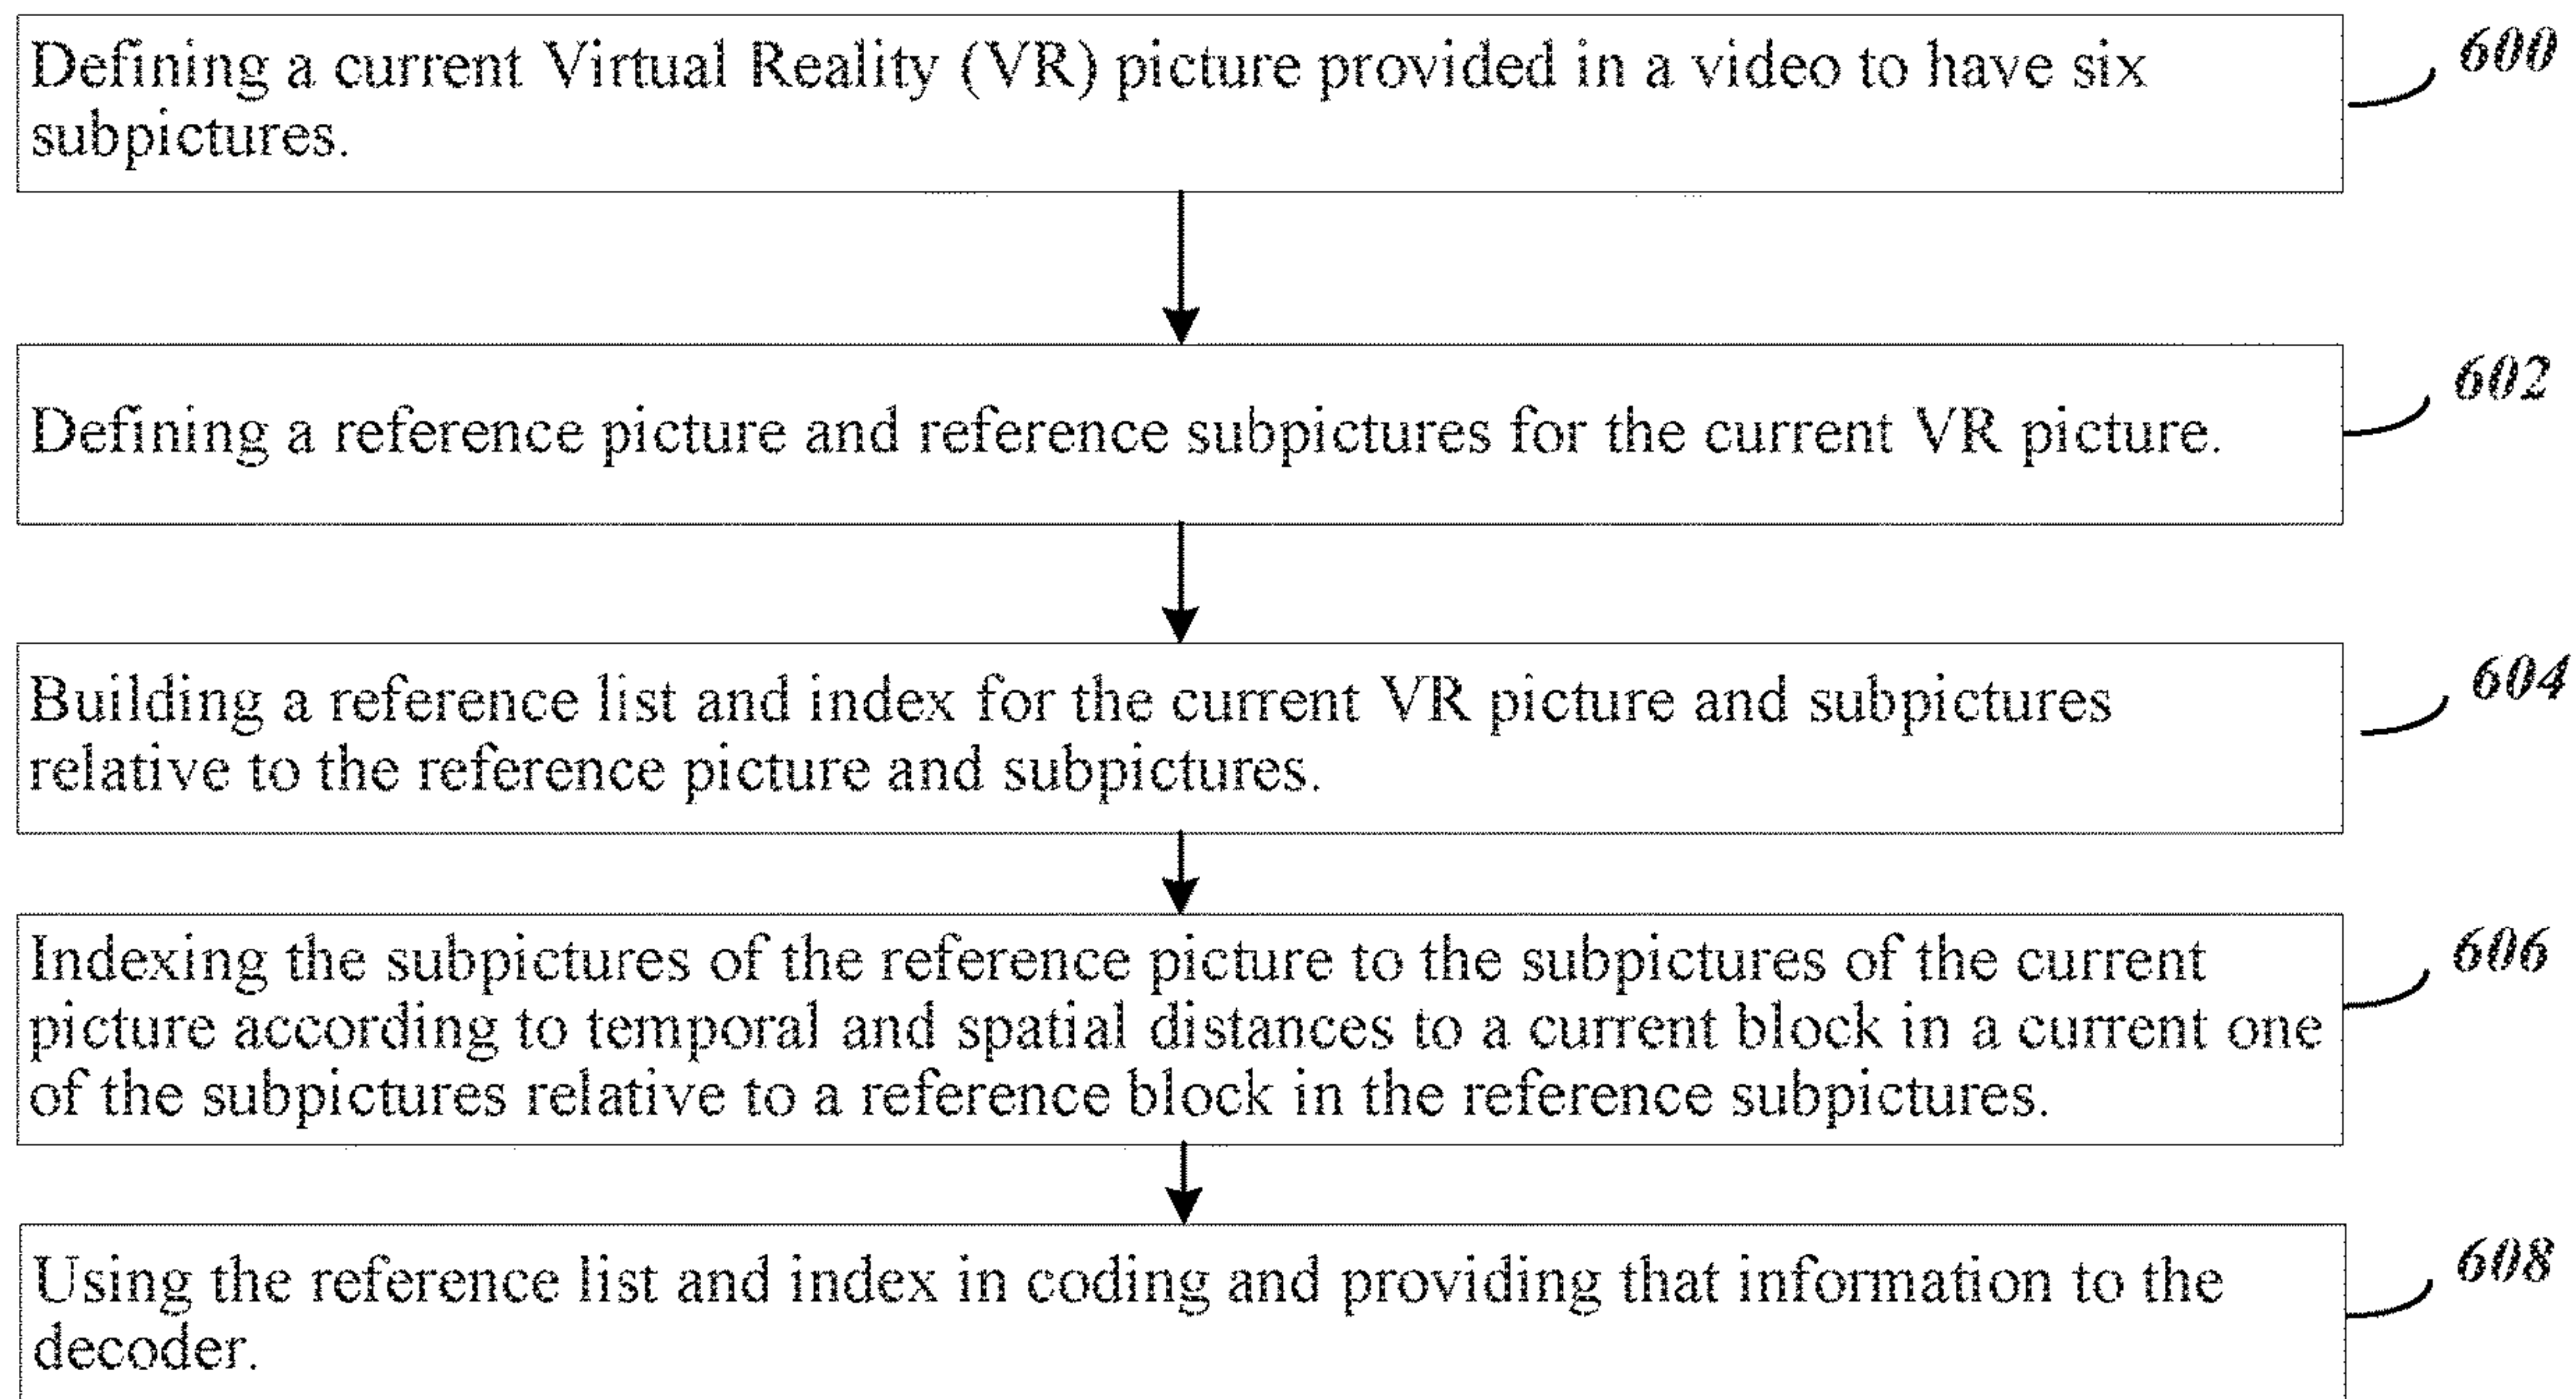 Defining a current Virtual Reality (VR) picture provided in a video to have six
subpictures.
600
Defining a reference picture and reference subpictures for the current VR picture.
602
Building a reference list and index for the current VR picture and subpictures
relative to the reference picture and subpictures.
604
Indexing the subpictures of the reference picture to the subpictures of the current
picture according to temporal and spatial distances to a current block in a current one
of the subpictures relative to a reference block in the reference subpictures.
606
Using the reference list and index in coding and providing that information to the
decoder.
608